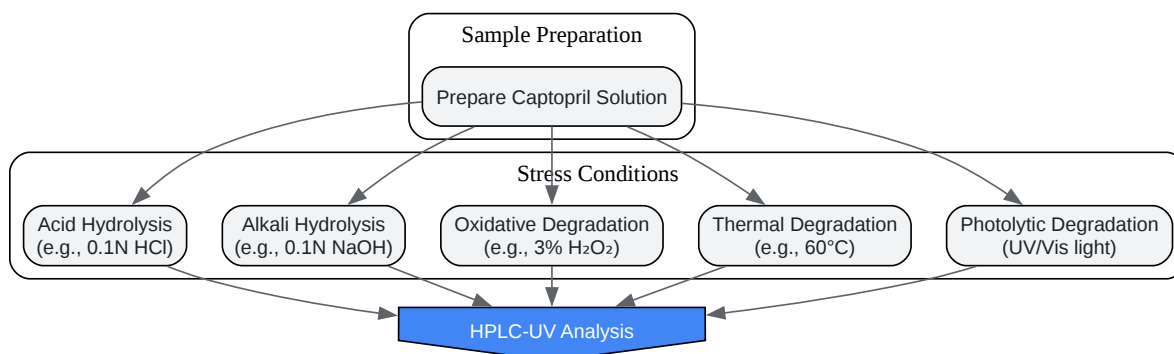 Sample Preparation
Prepare Captopril Solution
Stress Conditions
Acid Hydrolysis
(e.g., 0.1N HCl)
Alkali Hydrolysis
(e.g., 0.1N NaOH)
Oxidative Degradation
(e.g., 3% H₂O₂)
Thermal Degradation
(e.g., 60°C)
Photolytic Degradation
(UV/Vis light)
HPLC-UV Analysis